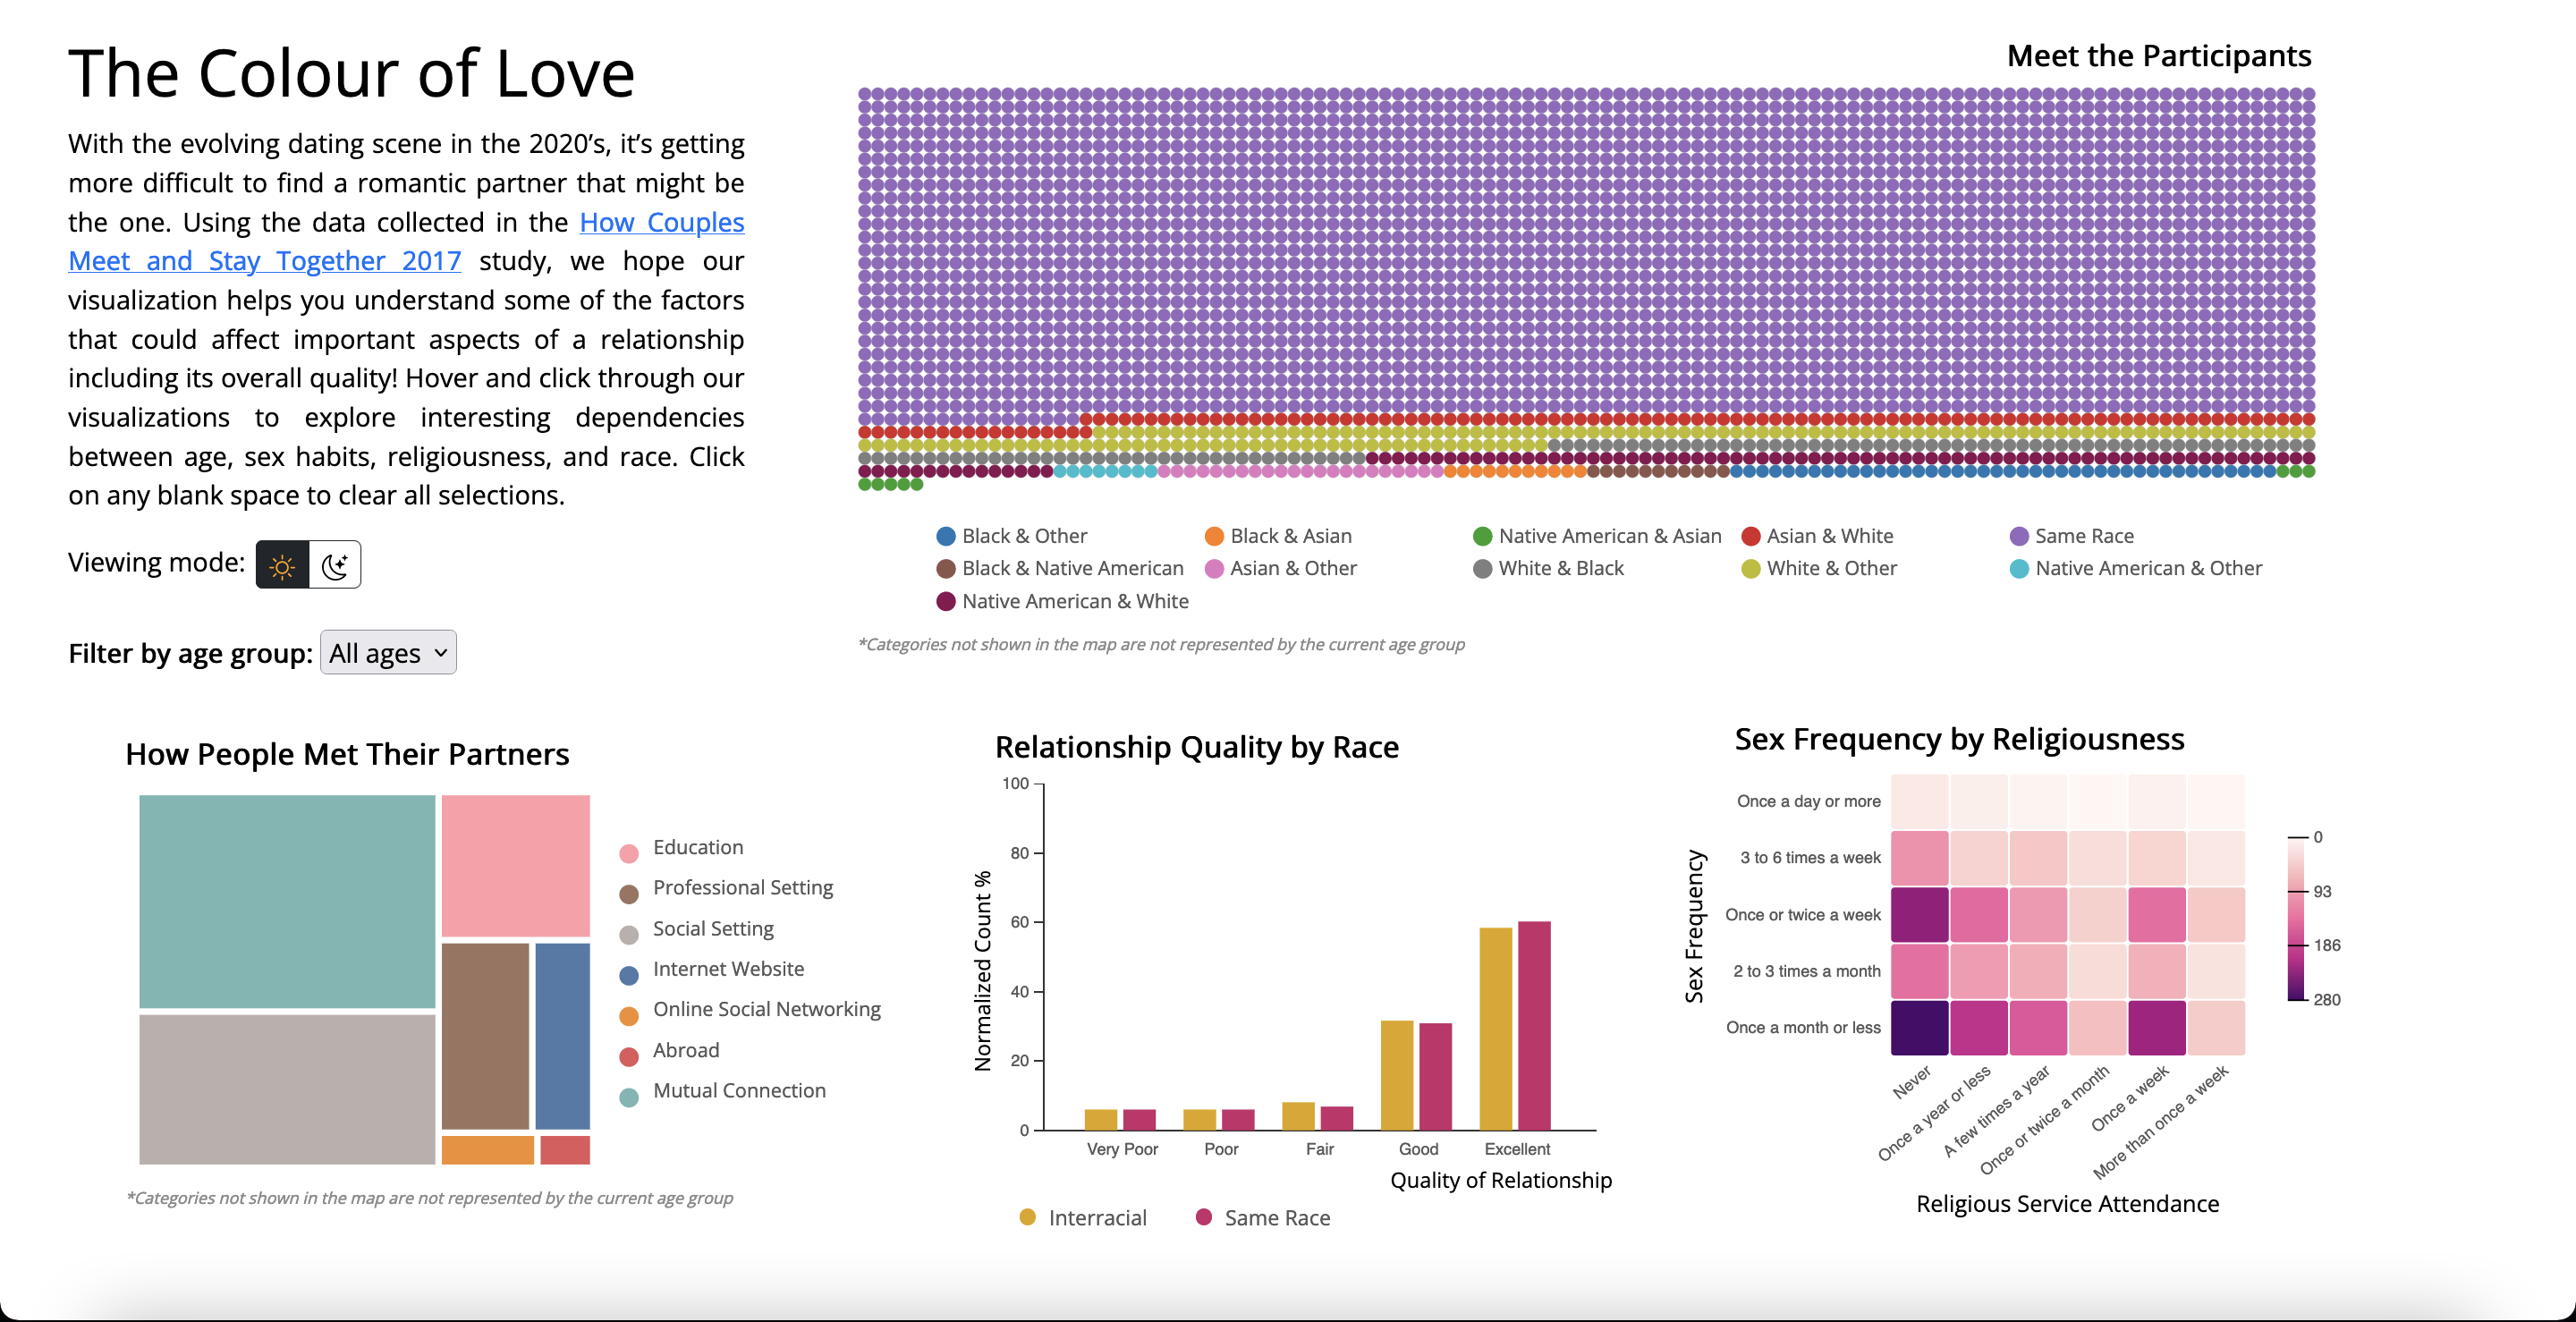 The Colour of Love
With the evolving dating scene in the 2020’s, it’s getting
more difficult to find a romantic partner that might be
the one. Using the data collected in the How Couples
Meet and Stay Together 2017 study, we hope our
visualization helps you understand some of the factors
that could affect important aspects of a relationship
including its overall quality! Hover and click through our
visualizations to explore interesting dependencies
between age, sex habits, religiousness, and race. Click
on any blank space to clear all selections.
Viewing mode:
Filter by age group: All ages
Meet the Participants
Black & Other Black & Asian Native American & Asian Asian & White Same Race
Black & Native American Asian & Other White & Black White & Other Native American & Other
Native American & White
*Categories not shown in the map are not represented by the current age group
How People Met Their Partners
Education
Professional Setting
Social Setting
Internet Website
Online Social Networking
Abroad
Mutual Connection
*Categories not shown in the map are not represented by the current age group
Relationship Quality by Race
Normalized Count %
100
80
60
40
20
0
Very Poor Poor Fair Good Excellent
Quality of Relationship
Interracial Same Race
Sex Frequency by Religiousness
Sex Frequency
Once a day or more
3 to 6 times a week
Once or twice a week
2 to 3 times a month
Once a month or less
Never
Once a year or less
A few times a year
Once or twice a month
Once a week
More than once a week
Religious Service Attendance
0
93
186
280